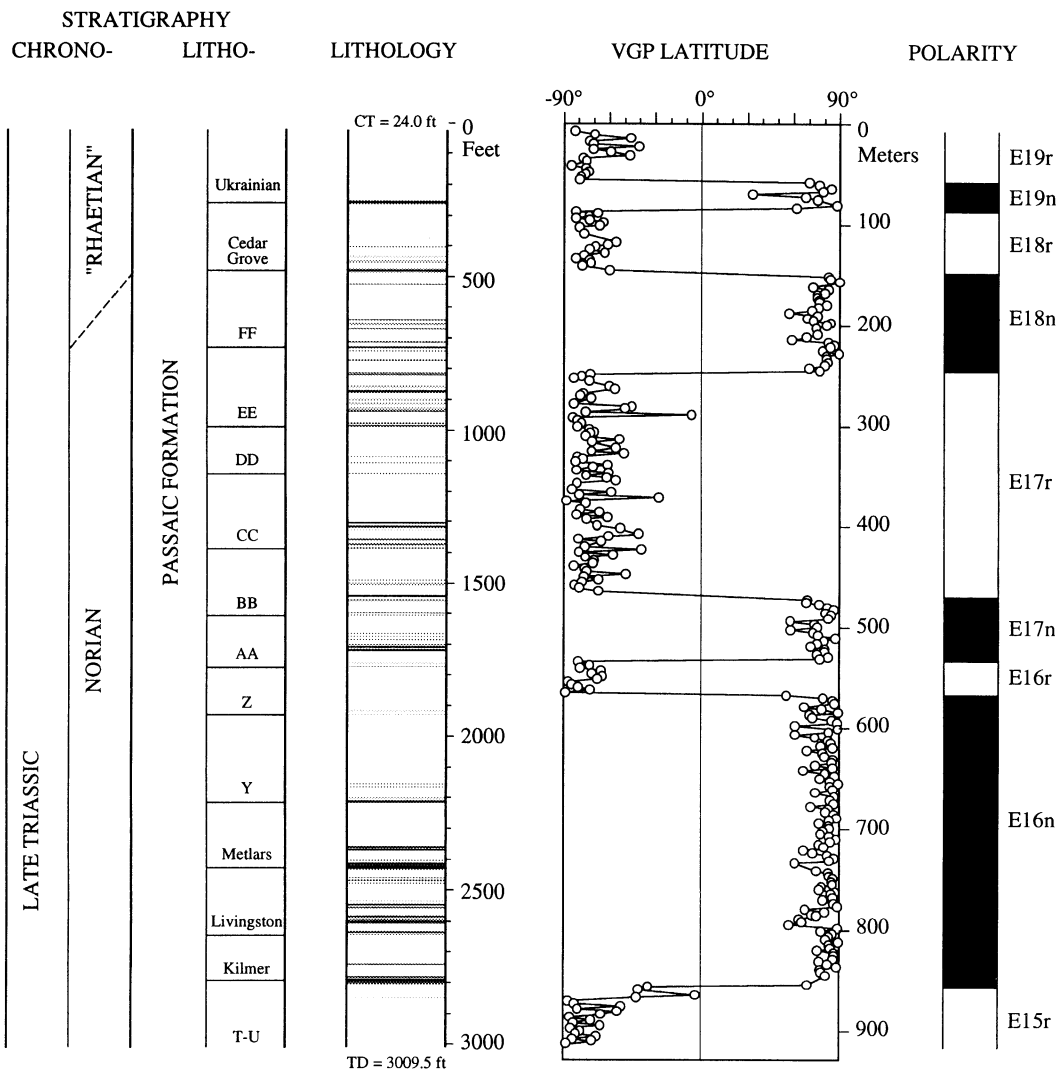 STRATIGRAPHY
CHRONO- LITHO- LITHOLOGY VGP LATITUDE POLARITY
-90° 0° 90°
CT = 24.0 ft
0
Feet
500
1000
1500
2000
2500
3000
TD = 3009.5 ft
LATE TRIASSIC
"RHAETIAN"
NORIAN
PASSAIC FORMATION
Ukrainian
Cedar
Grove
FF
EE
DD
CC
BB
AA
Z
Y
Metlars
Livingston
Kilmer
T-U
0
Meters
100
200
300
400
500
600
700
800
900
E19r
E19n
E18r
E18n
E17r
E17n
E16r
E16n
E15r